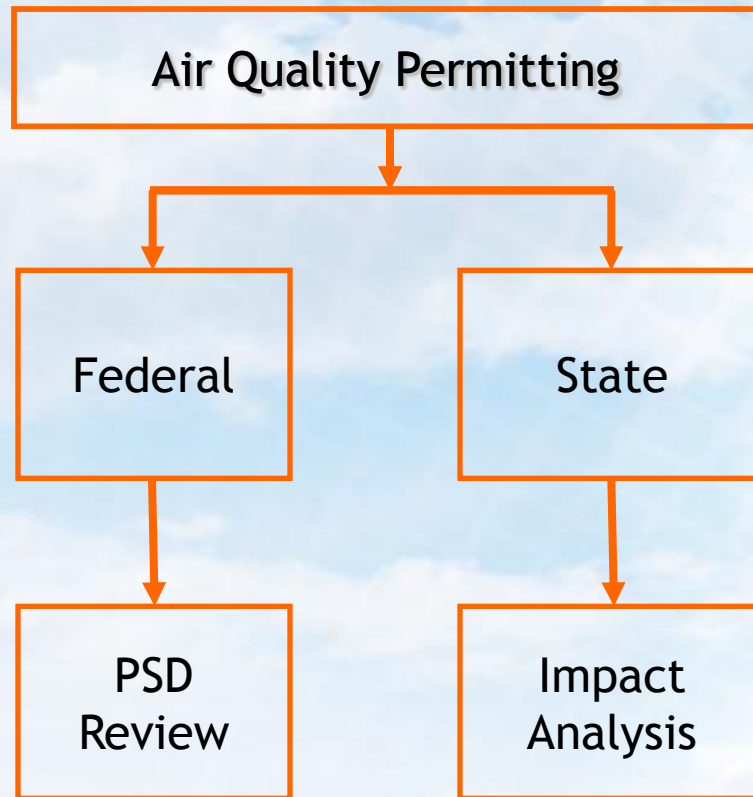 Air Quality Permitting
Federal
State
PSD
Review
Impact
Analysis